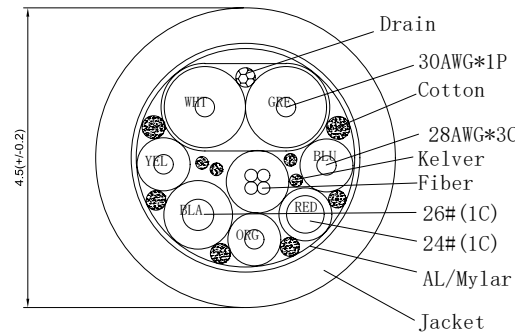 Drain
30AWG*1P
Cotton
28AWG*3C
Kelver
Fiber
26#(1C)
24#(1C)
AL/Mylar
Jacket
4.5(+/-0.2)
WHT
GRE
YEL
BLU
BLA
RED
ORG